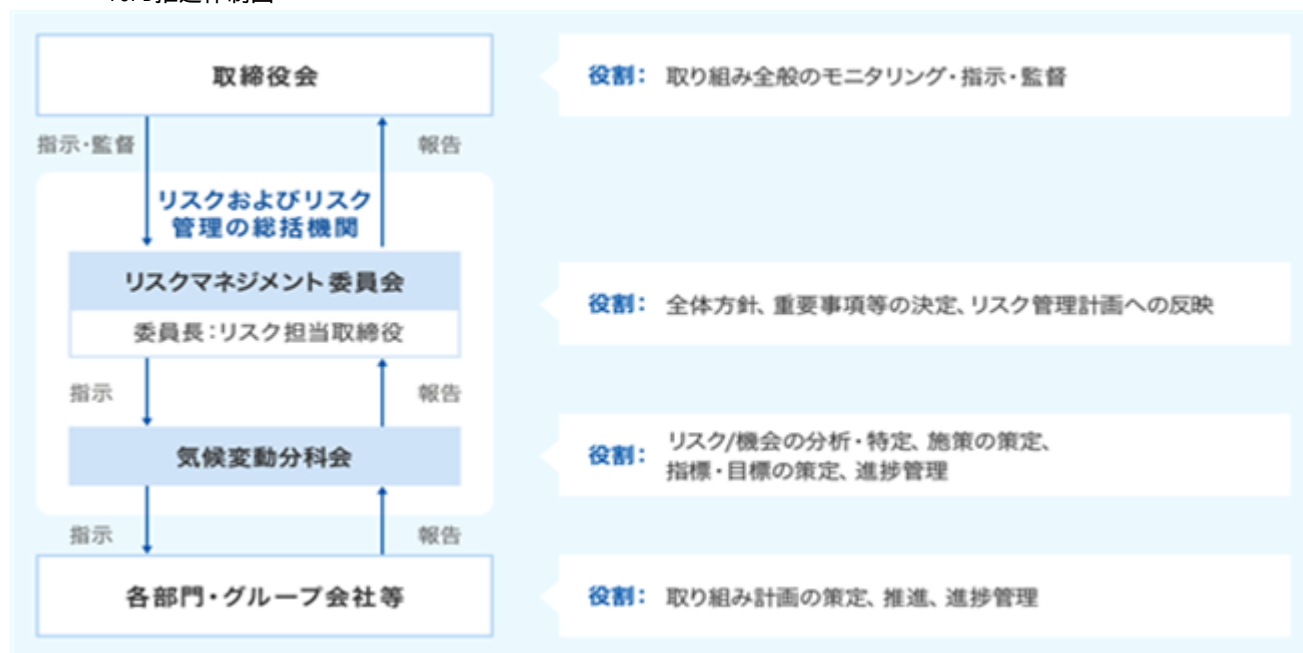 取締役会
役割： 取り組み全般のモニタリング・指示・監督
指示・監督
報告
リスクおよびリスク
管理の総括機関
リスクマネジメント委員会
委員長：リスク担当取締役
役割： 全体方針、重要事項等の決定、リスク管理計画への反映
指示
報告
気候変動分科会
役割： リスク/機会の分析・特定、施策の策定、
指標・目標の策定、進捗管理
指示
報告
各部門・グループ会社等
役割： 取り組み計画の策定、推進、進捗管理